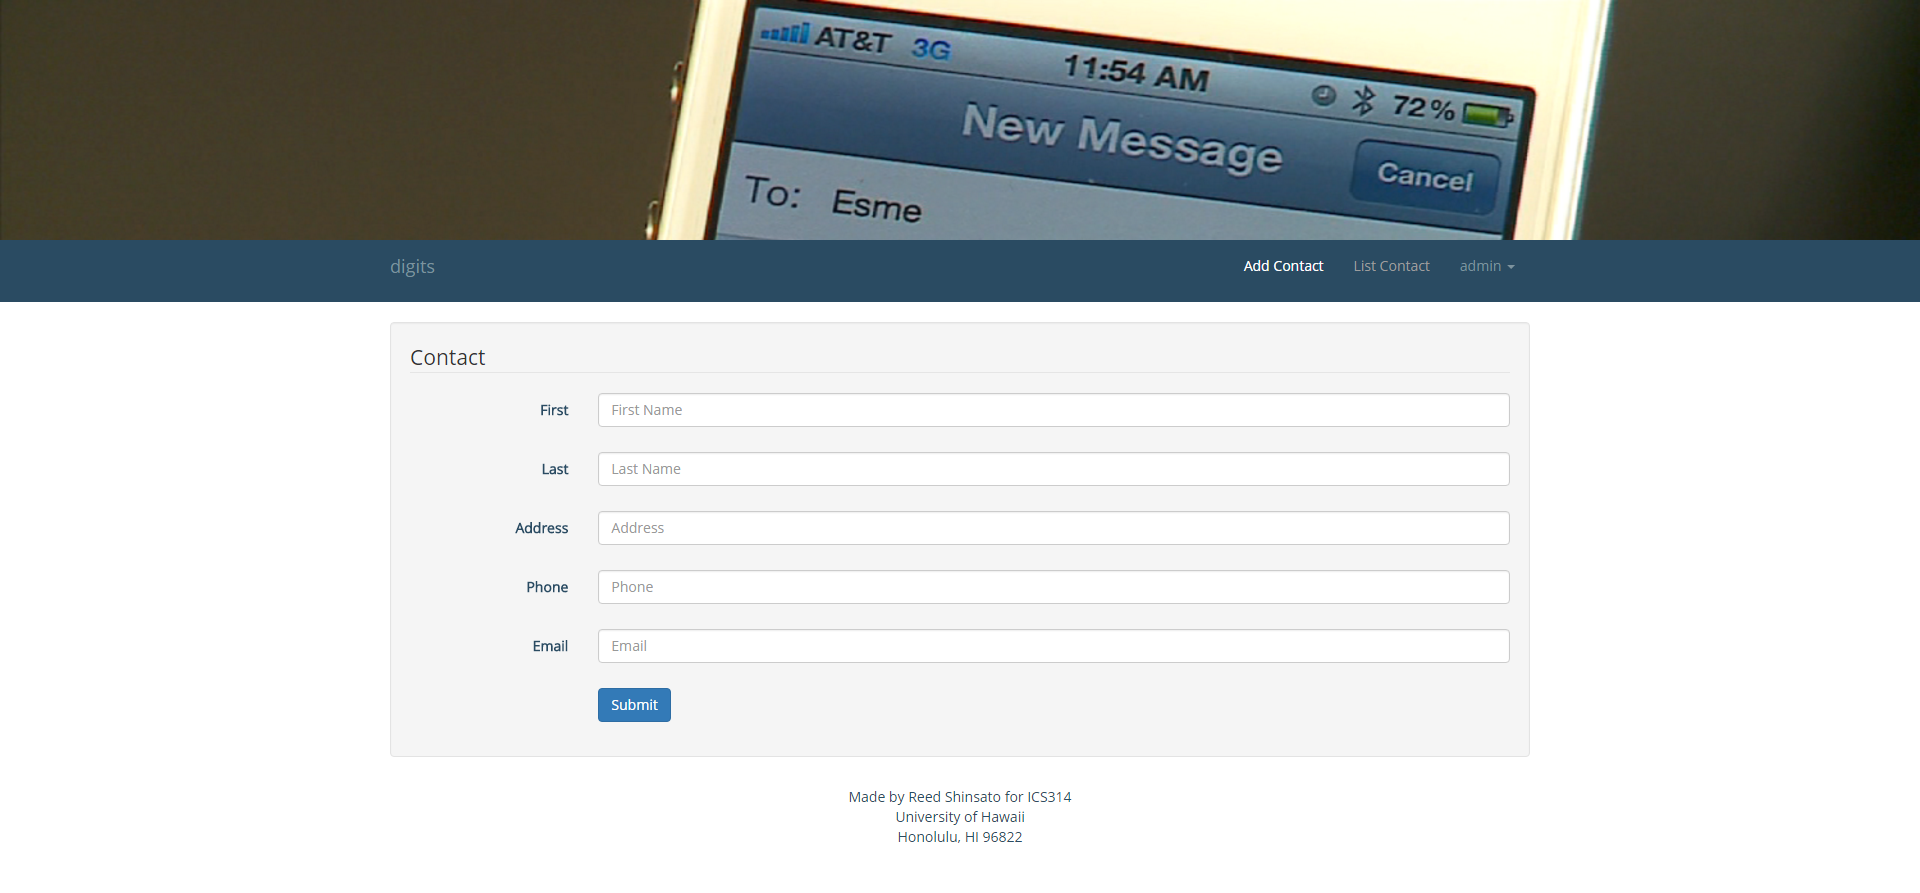 AT&T 3G 11:54 AM 72%
New Message Cancel
To: Esme
digits Add Contact List Contact admin
Contact
First First Name
Last Last Name
Address Address
Phone Phone
Email Email
Submit
Made by Reed Shinsato for ICS314
University of Hawaii
Honolulu, HI 96822